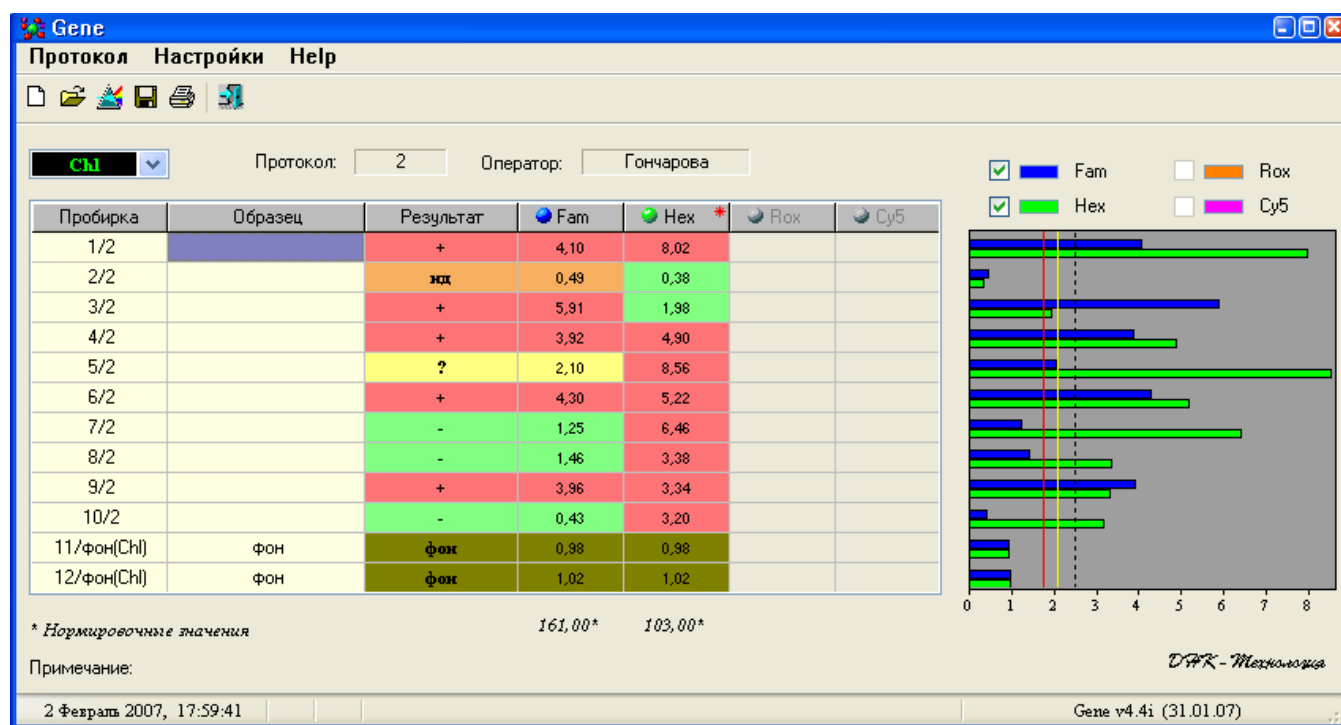 Gene
Протокол Настройки Help
Chl Протокол: 2 Оператор: Гончарова
Fam Rox
Hex Cy5
Пробирка Образец Результат Fam Hex * Rox Cy5
1/2 + 4,10 8,02
2/2 нд 0,49 0,38
3/2 + 5,91 1,98
4/2 + 3,92 4,90
5/2 ? 2,10 8,56
6/2 + 4,30 5,22
7/2 - 1,25 6,46
8/2 - 1,46 3,38
9/2 + 3,96 3,34
10/2 - 0,43 3,20
11/фон(Chl) фон фон 0,98 0,98
12/фон(Chl) фон фон 1,02 1,02
0 1 2 3 4 5 6 7 8
* Нормировочные значения 161,00* 103,00*
Примечание:
ДНК-Технология
2 Февраль 2007, 17:59:41 Gene v4.4i (31.01.07)